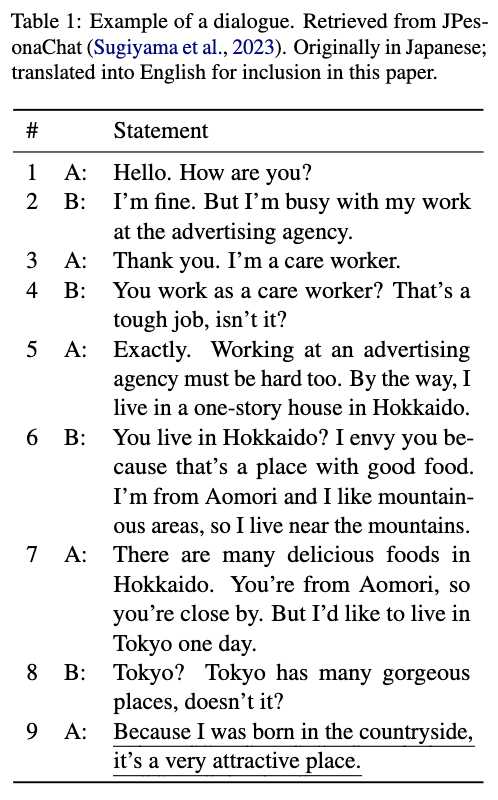 Table 1: Example of a dialogue. Retrieved from JPes-
onaChat (Sugiyama et al., 2023). Originally in Japanese;
translated into English for inclusion in this paper.
# Statement
1 A: Hello. How are you?
2 B: I'm fine. But I'm busy with my work
at the advertising agency.
3 A: Thank you. I'm a care worker.
4 B: You work as a care worker? That's a
tough job, isn't it?
5 A: Exactly. Working at an advertising
agency must be hard too. By the way, I
live in a one-story house in Hokkaido.
6 B: You live in Hokkaido? I envy you be-
cause that's a place with good food.
I'm from Aomori and I like mountain-
ous areas, so I live near the mountains.
7 A: There are many delicious foods in
Hokkaido. You're from Aomori, so
you're close by. But I'd like to live in
Tokyo one day.
8 B: Tokyo? Tokyo has many gorgeous
places, doesn't it?
9 A: Because I was born in the countryside,
it's a very attractive place.